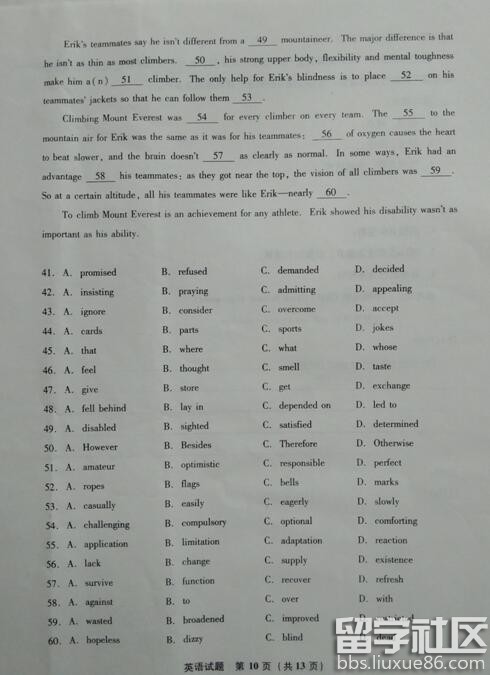 Erik's teammates say he isn't different from a 49 mountaineer. The major difference is that
he isn't as thin as most climbers. 50 , his strong upper body, flexibility and mental toughness
make him a(n) 51 climber. The only help for Erik's blindness is to place 52 on his
teammates' jackets so that he can follow them 53 .
Climbing Mount Everest was 54 for every climber on every team. The 55 to the
mountain air for Erik was the same as it was for his teammates: 56 of oxygen causes the heart
to beat slower, and the brain doesn't 57 as clearly as normal. In some ways, Erik had an
advantage 58 his teammates: as they got near the top, the vision of all climbers was 59 .
So at a certain altitude, all his teammates were like Erik—nearly 60 .
To climb Mount Everest is an achievement for any athlete. Erik showed his disability wasn't as
important as his ability.
41. A. promised B. refused C. demanded D. decided
42. A. insisting B. praying C. admitting D. appealing
43. A. ignore B. consider C. overcome D. accept
44. A. cards B. parts C. sports D. jokes
45. A. that B. where C. what D. whose
46. A. feel B. thought C. smell D. taste
47. A. give B. store C. get D. exchange
48. A. fell behind B. lay in C. depended on D. led to
49. A. disabled B. sighted C. satisfied D. determined
50. A. However B. Besides C. Therefore D. Otherwise
51. A. amateur B. optimistic C. responsible D. perfect
52. A. ropes B. flags C. bells D. marks
53. A. casually B. easily C. eagerly D. slowly
54. A. challenging B. compulsory C. optional D. comforting
55. A. application B. limitation C. adaptation D. reaction
56. A. lack B. change C. supply D. existence
57. A. survive B. function C. recover D. refresh
58. A. against B. to C. over D. with
59. A. wasted B. broadened C. improved D.
60. A. hopeless B. dizzy C. blind D.
英语试题 第 10 页 (共 13 页)
留学社区
bbs.liuxue86.com